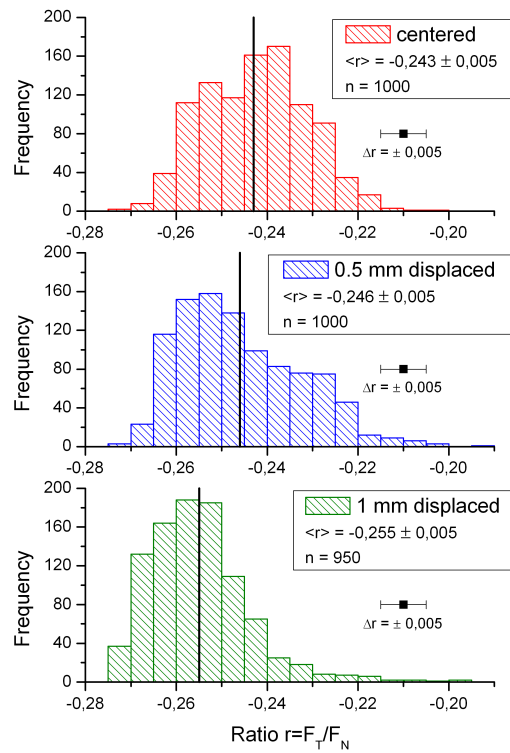 200
160
120
80
40
0
Frequency
centered
<r> = -0,243 ± 0,005
n = 1000
Δr = ± 0,005
-0,28 -0,26 -0,24 -0,22 -0,20
200
160
120
80
40
0
Frequency
0.5 mm displaced
<r> = -0,246 ± 0,005
n = 1000
Δr = ± 0,005
-0,28 -0,26 -0,24 -0,22 -0,20
200
160
120
80
40
0
Frequency
1 mm displaced
<r> = -0,255 ± 0,005
n = 950
Δr = ± 0,005
-0,28 -0,26 -0,24 -0,22 -0,20
Ratio r=F_T/F_N